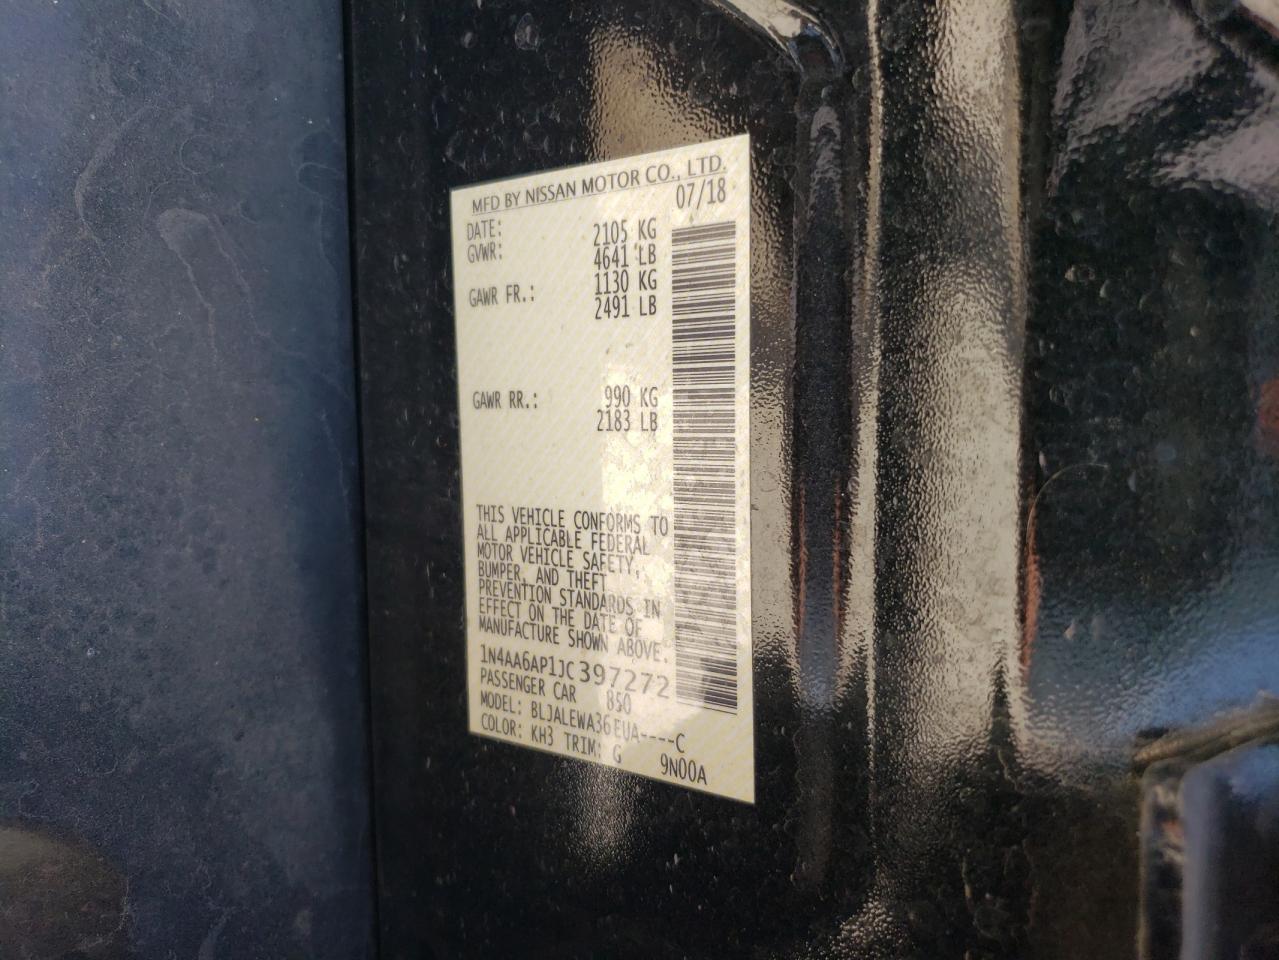 MFD BY NISSAN MOTOR CO., LTD.
DATE: 07/18
GVWR: 2105 KG
4641 LB
GAWR FR.: 1130 KG
2491 LB
GAWR RR.: 990 KG
2183 LB
THIS VEHICLE CONFORMS TO
ALL APPLICABLE FEDERAL
MOTOR VEHICLE SAFETY,
BUMPER, AND THEFT
PREVENTION STANDARDS IN
EFFECT ON THE DATE OF
MANUFACTURE SHOWN ABOVE.
1N4AA6AP1JC397272
PASSENGER CAR 850
MODEL: BLJALEWA36EUA----C
COLOR: KH3 TRIM: G 9N00A